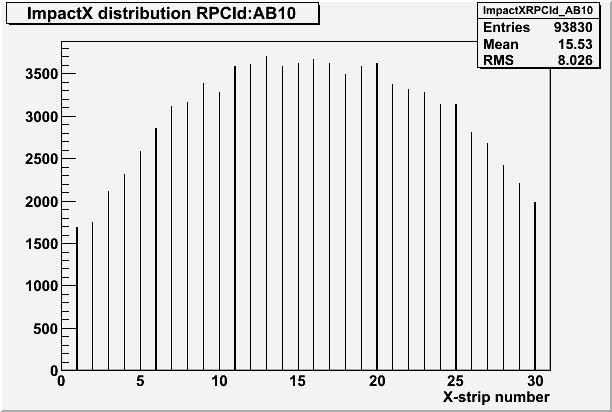 ImpactX distribution RPCId:AB10
ImpactXRPCId_AB10
Entries 93830
Mean 15.53
RMS 8.026
3500
3000
2500
2000
1500
1000
500
0
0 5 10 15 20 25 30
X-strip number